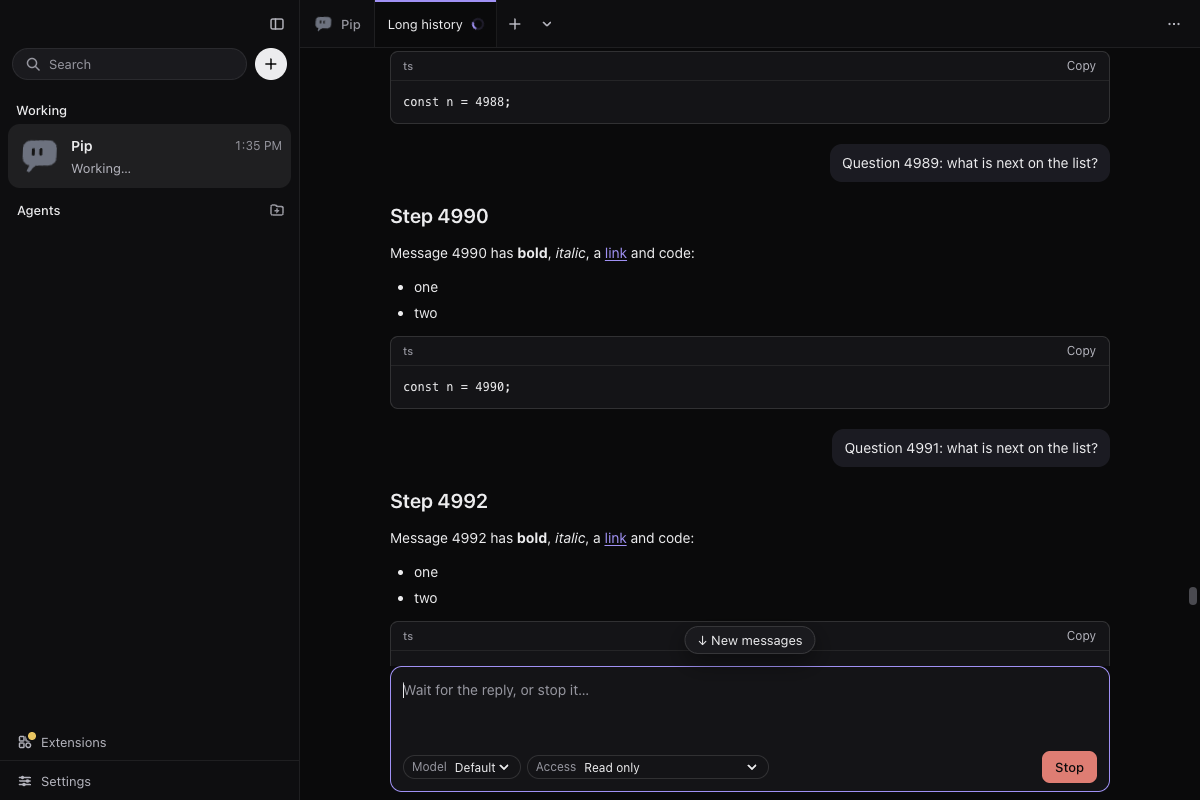 Search
Working
Pip
1:35 PM
Working...
Agents
Extensions
Settings
Pip
Long history
ts
Copy
const n = 4988;
Question 4989: what is next on the list?
Step 4990
Message 4990 has bold, italic, a link and code:
one
two
ts
Copy
const n = 4990;
Question 4991: what is next on the list?
Step 4992
Message 4992 has bold, italic, a link and code:
one
two
ts
Copy
↓ New messages
Wait for the reply, or stop it...
Model Default
Access Read only
Stop